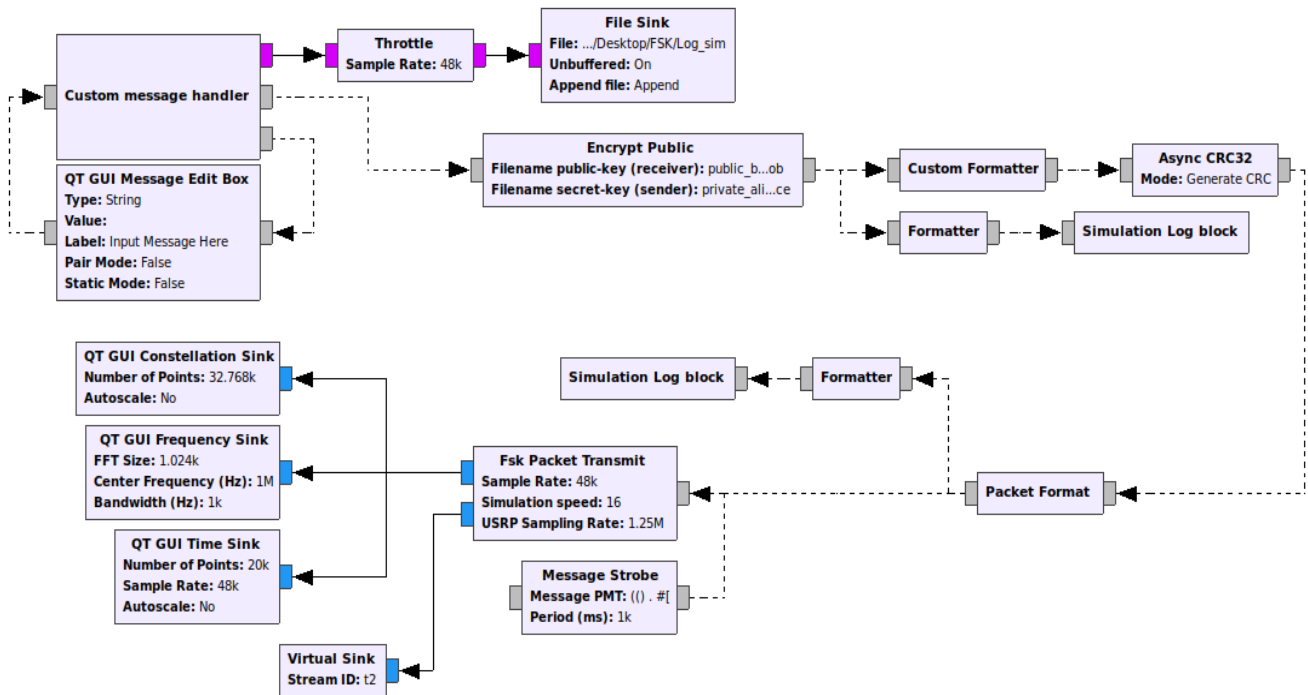 Custom message handler
Throttle
Sample Rate: 48k
File Sink
File: .../Desktop/FSK/Log_sim
Unbuffered: On
Append file: Append
QT GUI Message Edit Box
Type: String
Value:
Label: Input Message Here
Pair Mode: False
Static Mode: False
Encrypt Public
Filename public-key (receiver): public_b...ob
Filename secret-key (sender): private_ali...ce
Custom Formatter
Async CRC32
Mode: Generate CRC
Formatter
Simulation Log block
QT GUI Constellation Sink
Number of Points: 32.768k
Autoscale: No
Simulation Log block
Formatter
QT GUI Frequency Sink
FFT Size: 1.024k
Center Frequency (Hz): 1M
Bandwidth (Hz): 1k
Fsk Packet Transmit
Sample Rate: 48k
Simulation speed: 16
USRP Sampling Rate: 1.25M
Packet Format
QT GUI Time Sink
Number of Points: 20k
Sample Rate: 48k
Autoscale: No
Message Strobe
Message PMT: (() . #[
Period (ms): 1k
Virtual Sink
Stream ID: t2